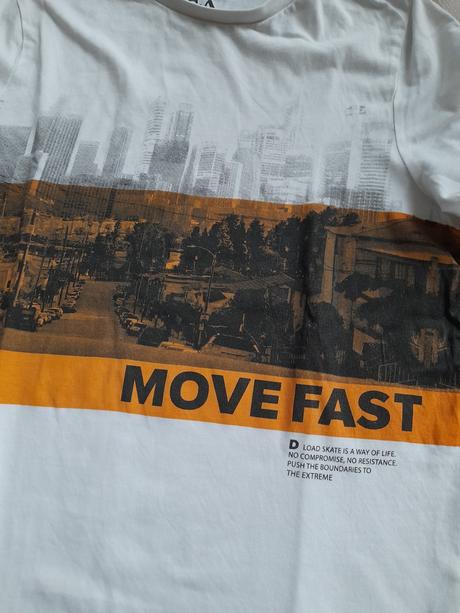 MOVE FAST
D LOAD SKATE IS A WAY OF LIFE.
NO COMPROMISE, NO RESISTANCE.
PUSH THE BOUNDARIES TO
THE EXTREME